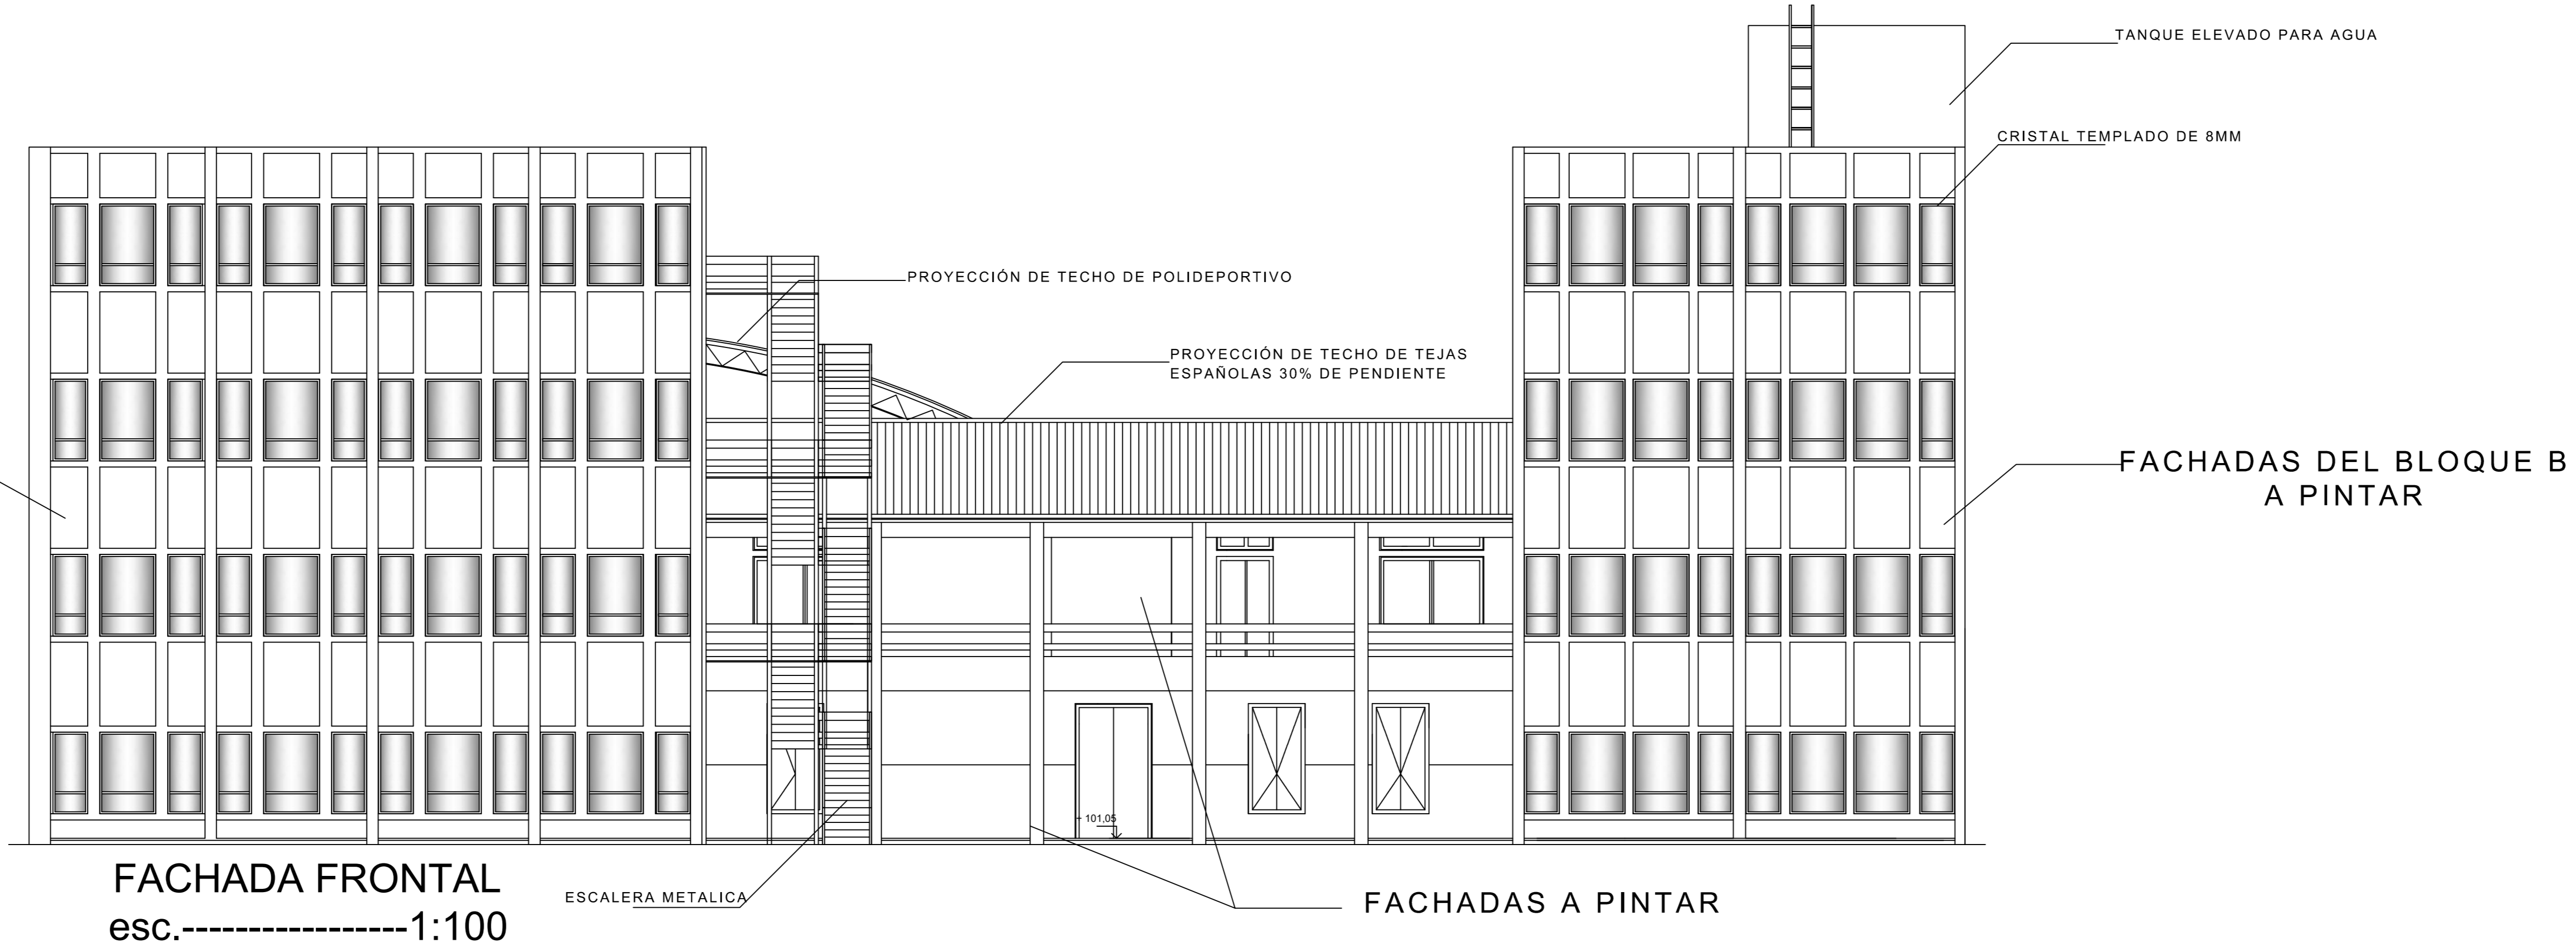 TANQUE ELEVADO PARA AGUA
CRISTAL TEMPLADO DE 8MM
PROYECCIÓN DE TECHO DE POLIDEPORTIVO
PROYECCIÓN DE TECHO DE TEJAS
ESPAÑOLAS 30% DE PENDIENTE
FACHADAS DEL BLOQUE B
A PINTAR
+ 101,05
FACHADA FRONTAL
esc.-----------------1:100
ESCALERA METALICA
FACHADAS A PINTAR